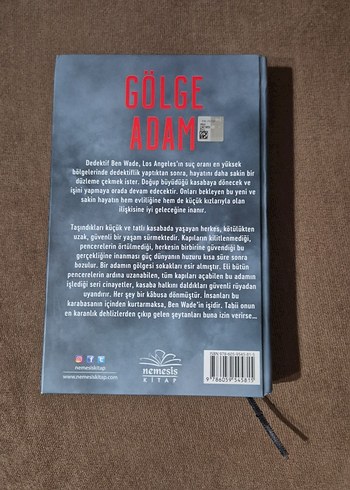 GÖLGE
ADAM
Dedektif Ben Wade, Los Angeles'ın suç oranı en yüksek
bölgelerinde dedektiflik yaptıktan sonra, hayatını daha sakin bir
düzleme çekmek ister. Doğup büyüdüğü kasabaya dönecek ve
işini yapmaya orada devam edecektir. Onları bekleyen bu yeni ve
sakin hayatın hem evliliğine hem de küçük kızlarıyla olan
ilişkisine iyi geleceğine inanır.
Taşındıkları küçük ve tatlı kasabada yaşayan herkes, kötülükten
uzak, güvenli bir yaşam sürmektedir. Kapıların kilitlenmediği,
pencerelerin örtülmediği, herkesin birbirine güvendiği bu
gerçekliğine inanması güç dünyanın huzuru kısa süre sonra
bozulur. Bir adamın gölgesi sokakları esir almıştır. Eli bütün
pencerelerin ardına uzanabilen, tüm kapıları açabilen bu adamın
işlediği seri cinayetler, kasaba halkını daldıkları güvenli rüyadan
uyandırır. Her şey bir kâbusa dönmüştür. İnsanları bu
karabasanın içinden kurtarmaksa, Ben Wade'in işidir. Tabii onun
en karanlık dehlizlerden çıkıp gelen şeytanları buna izin verirse...
nemesiskitap
www.nemesiskitap.com
nemesis
KİTAP
9786059545815